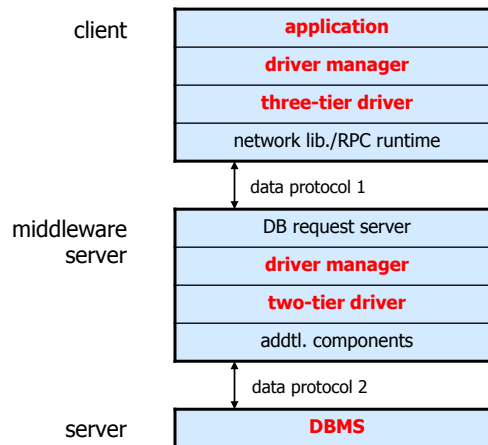 client
application
driver manager
three-tier driver
network lib./RPC runtime
data protocol 1
middleware
server
DB request server
driver manager
two-tier driver
addtl. components
data protocol 2
server
DBMS